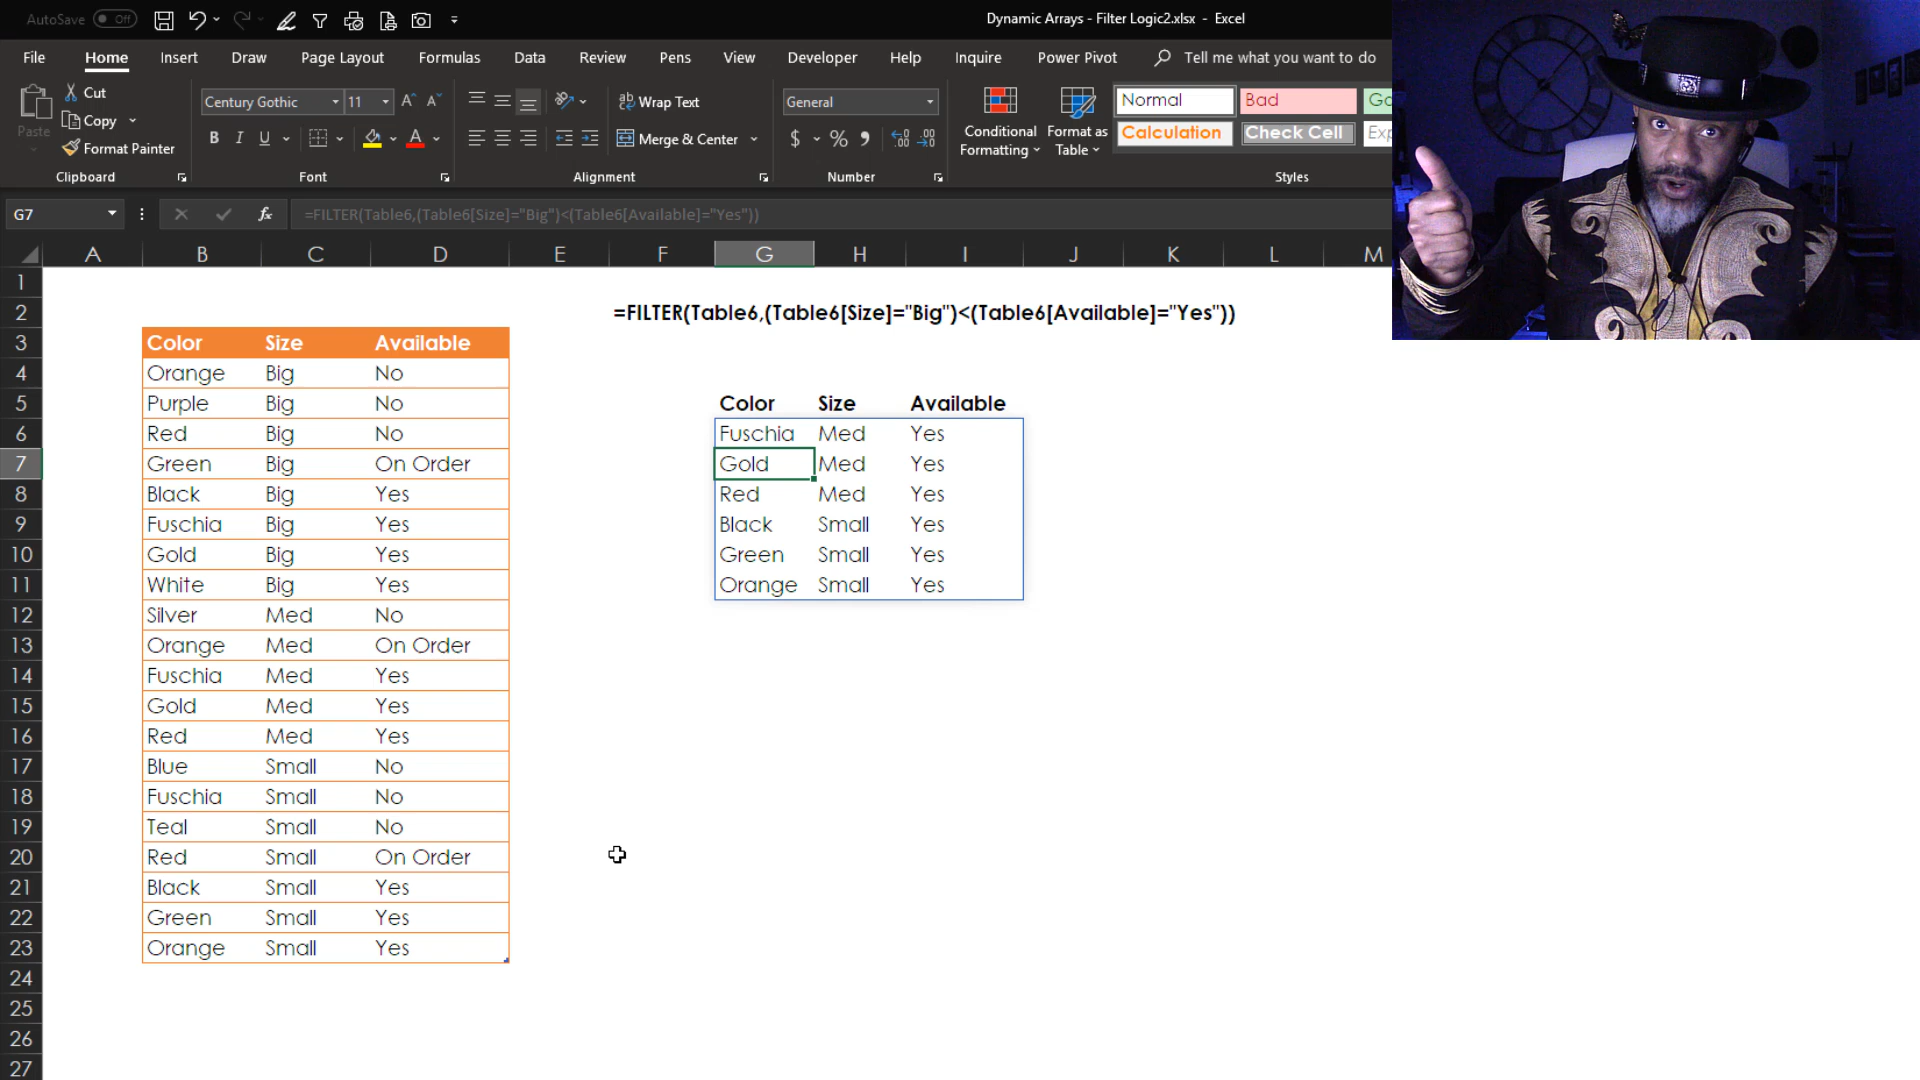 AutoSave Off
Dynamic Arrays - Filter Logic2.xlsx - Excel
File Home Insert Draw Page Layout Formulas Data Review Pens View Developer Help Inquire Power Pivot Tell me what you want to do
Paste
Cut
Copy
Format Painter
Clipboard
Century Gothic 11
B I U A
Font
Wrap Text
Merge & Center
Alignment
General
$ % ,
Number
Conditional Formatting
Format as Table
Normal Bad
Calculation Check Cell
Styles
G7 fx =FILTER(Table6,(Table6[Size]="Big")<(Table6[Available]="Yes"))
A B C D E F G H I J K L M
1
2 =FILTER(Table6,(Table6[Size]="Big")<(Table6[Available]="Yes"))
3 Color Size Available
4 Orange Big No
5 Purple Big No Color Size Available
6 Red Big No Fuschia Med Yes
7 Green Big On Order Gold Med Yes
8 Black Big Yes Red Med Yes
9 Fuschia Big Yes Black Small Yes
10 Gold Big Yes Green Small Yes
11 White Big Yes Orange Small Yes
12 Silver Med No
13 Orange Med On Order
14 Fuschia Med Yes
15 Gold Med Yes
16 Red Med Yes
17 Blue Small No
18 Fuschia Small No
19 Teal Small No
20 Red Small On Order
21 Black Small Yes
22 Green Small Yes
23 Orange Small Yes
24
25
26
27